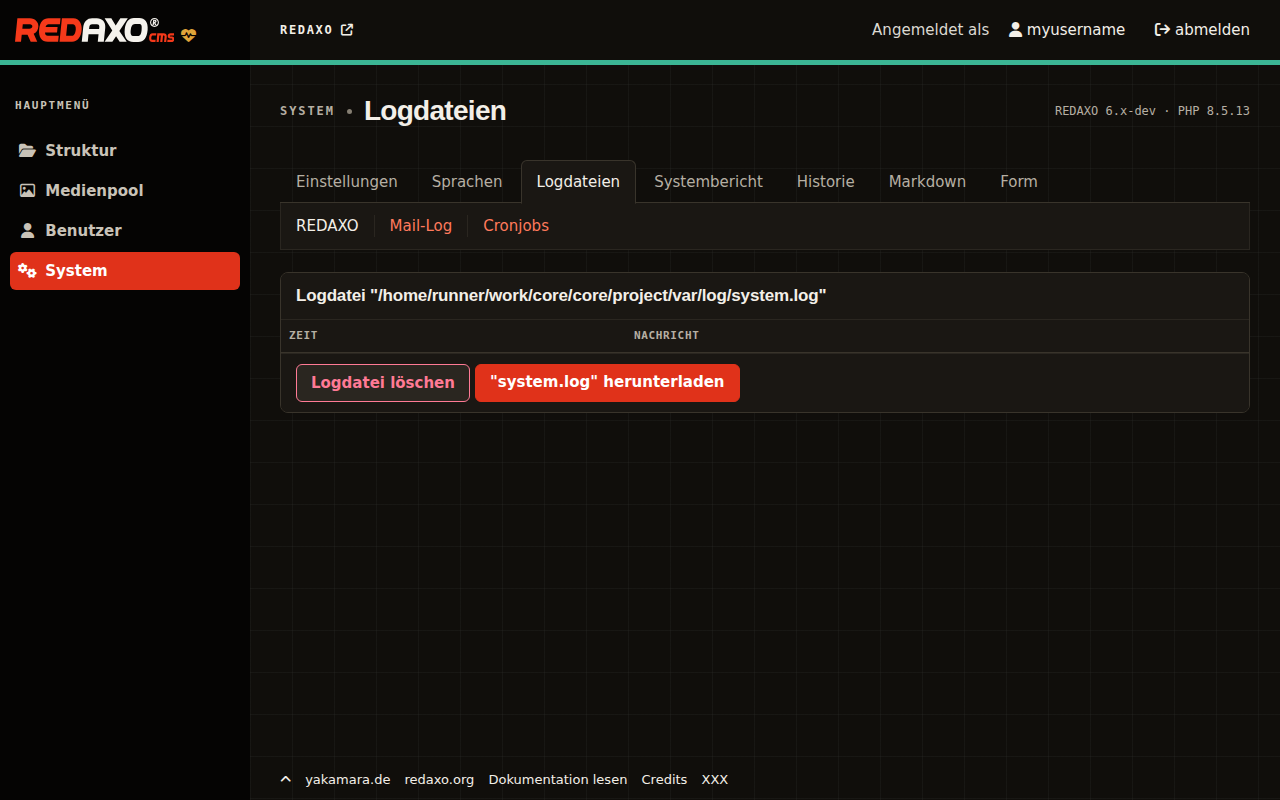 REDAXO® cms
REDAXO
Angemeldet als myusername abmelden
HAUPTMENÜ
Struktur
Medienpool
Benutzer
System
SYSTEM • Logdateien
REDAXO 6.x-dev · PHP 8.5.13
Einstellungen Sprachen Logdateien Systembericht Historie Markdown Form
REDAXO Mail-Log Cronjobs
Logdatei "/home/runner/work/core/core/project/var/log/system.log"
ZEIT NACHRICHT
Logdatei löschen "system.log" herunterladen
yakamara.de redaxo.org Dokumentation lesen Credits XXX